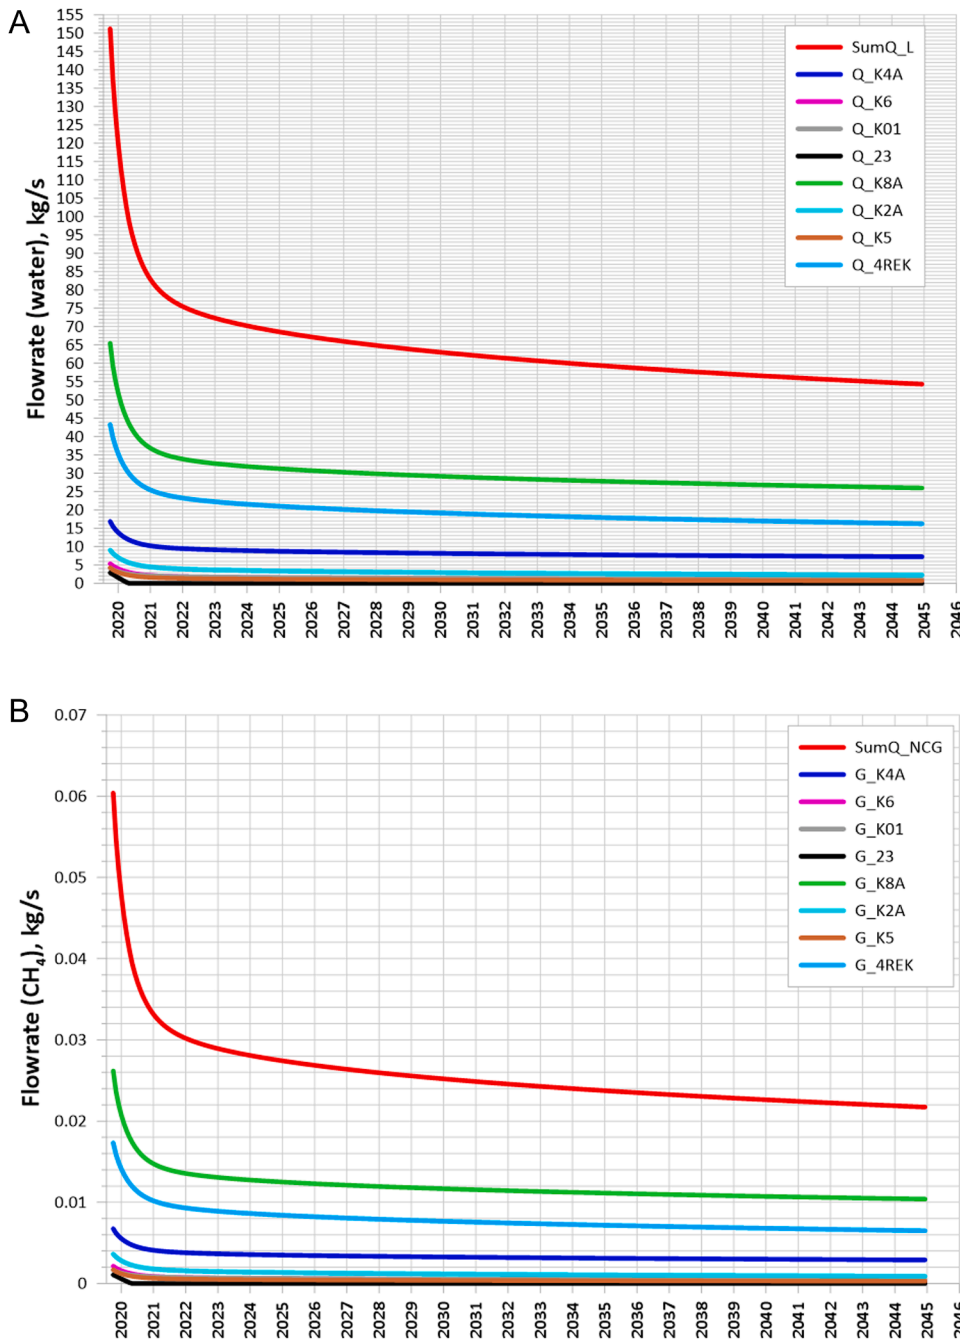 A
155
150
145
140
135
130
125
120
115
110
105
100
95
90
85
80
75
70
65
60
55
50
45
40
35
30
25
20
15
10
5
0
Flowrate (water), kg/s
SumQ_L
Q_K4A
Q_K6
Q_K01
Q_23
Q_K8A
Q_K2A
Q_K5
Q_4REK
2020 2021 2022 2023 2024 2025 2026 2027 2028 2029 2030 2031 2032 2033 2034 2035 2036 2037 2038 2039 2040 2041 2042 2043 2044 2045 2046
B
0.07
0.06
0.05
0.04
0.03
0.02
0.01
0
Flowrate (CH4), kg/s
SumQ_NCG
G_K4A
G_K6
G_K01
G_23
G_K8A
G_K2A
G_K5
G_4REK
2020 2021 2022 2023 2024 2025 2026 2027 2028 2029 2030 2031 2032 2033 2034 2035 2036 2037 2038 2039 2040 2041 2042 2043 2044 2045 2046